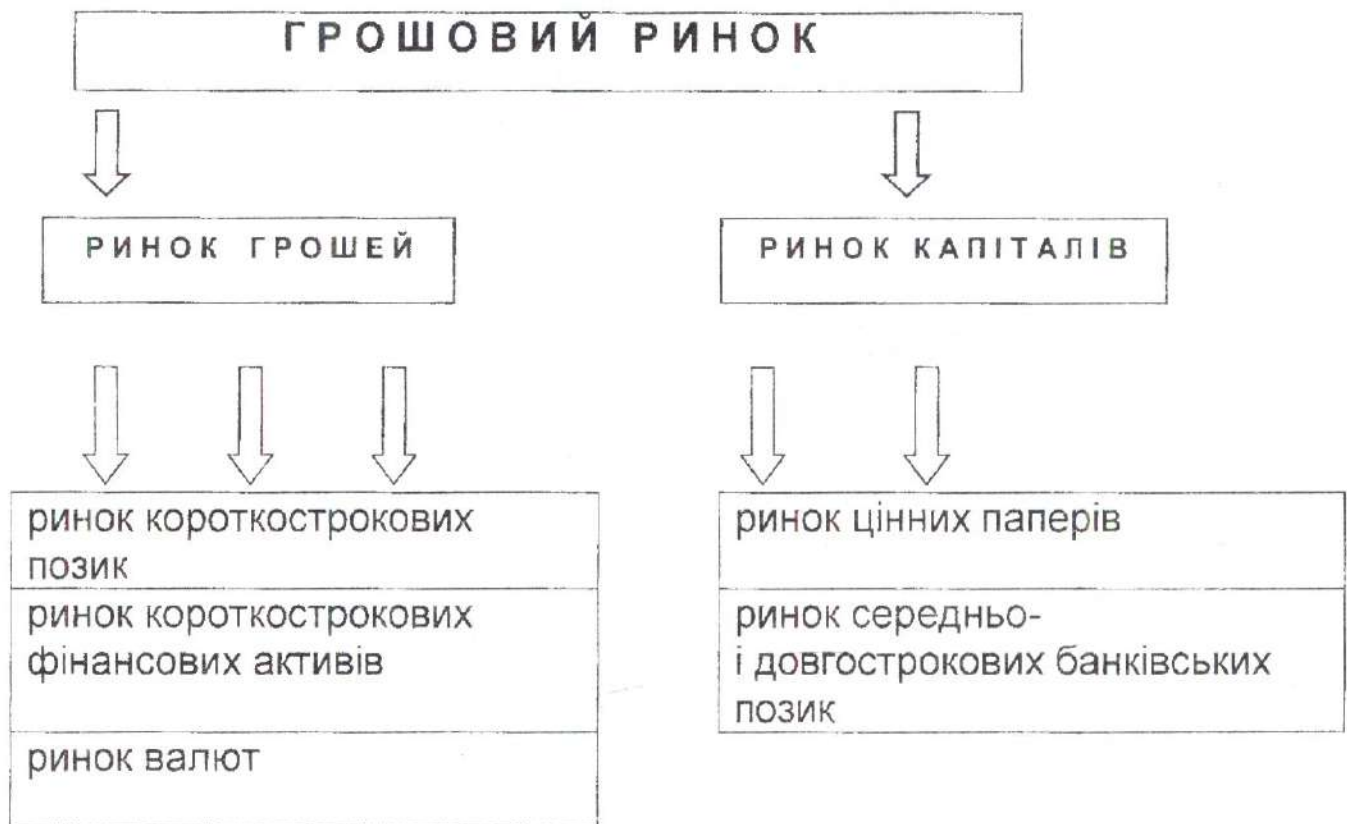 ГРОШОВИЙ РИНОК
РИНОК ГРОШЕЙ
РИНОК КАПІТАЛІВ
ринок короткострокових
позик
ринок короткострокових
фінансових активів
ринок валют
ринок цінних паперів
ринок середньо-
і довгострокових банківських
позик